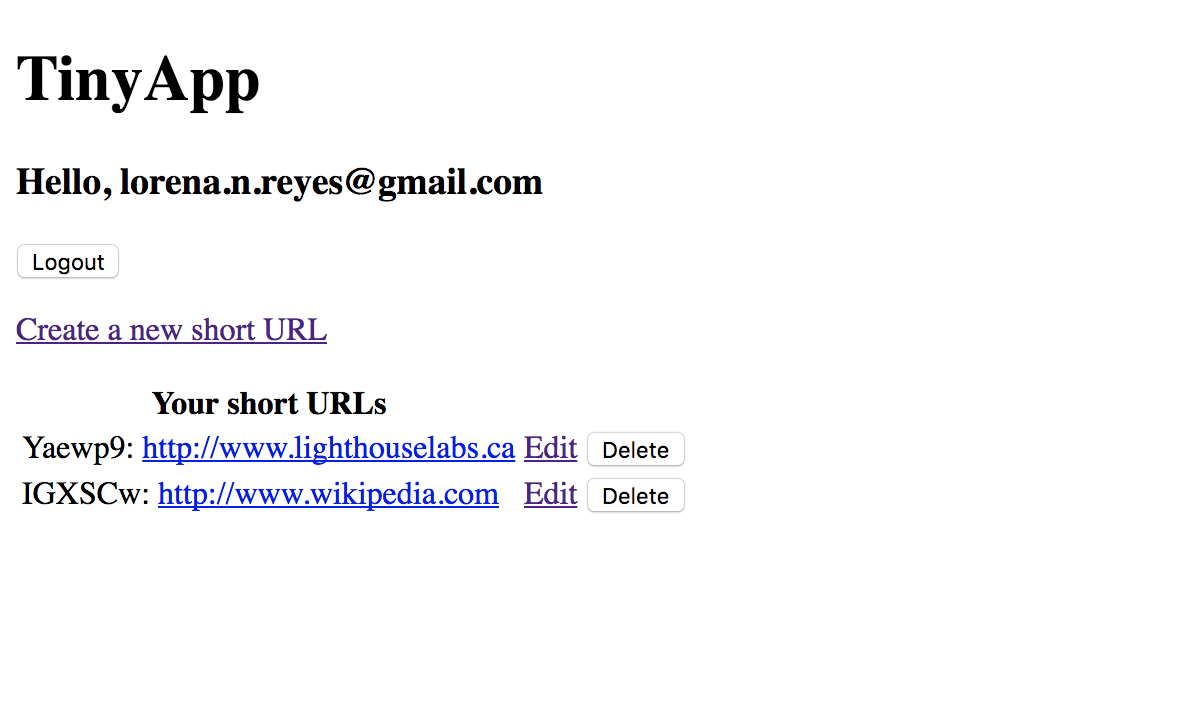 TinyApp
Hello, lorena.n.reyes@gmail.com
Logout
Create a new short URL
Your short URLs
Yaewp9: http://www.lighthouselabs.ca Edit Delete
IGXSCw: http://www.wikipedia.com Edit Delete